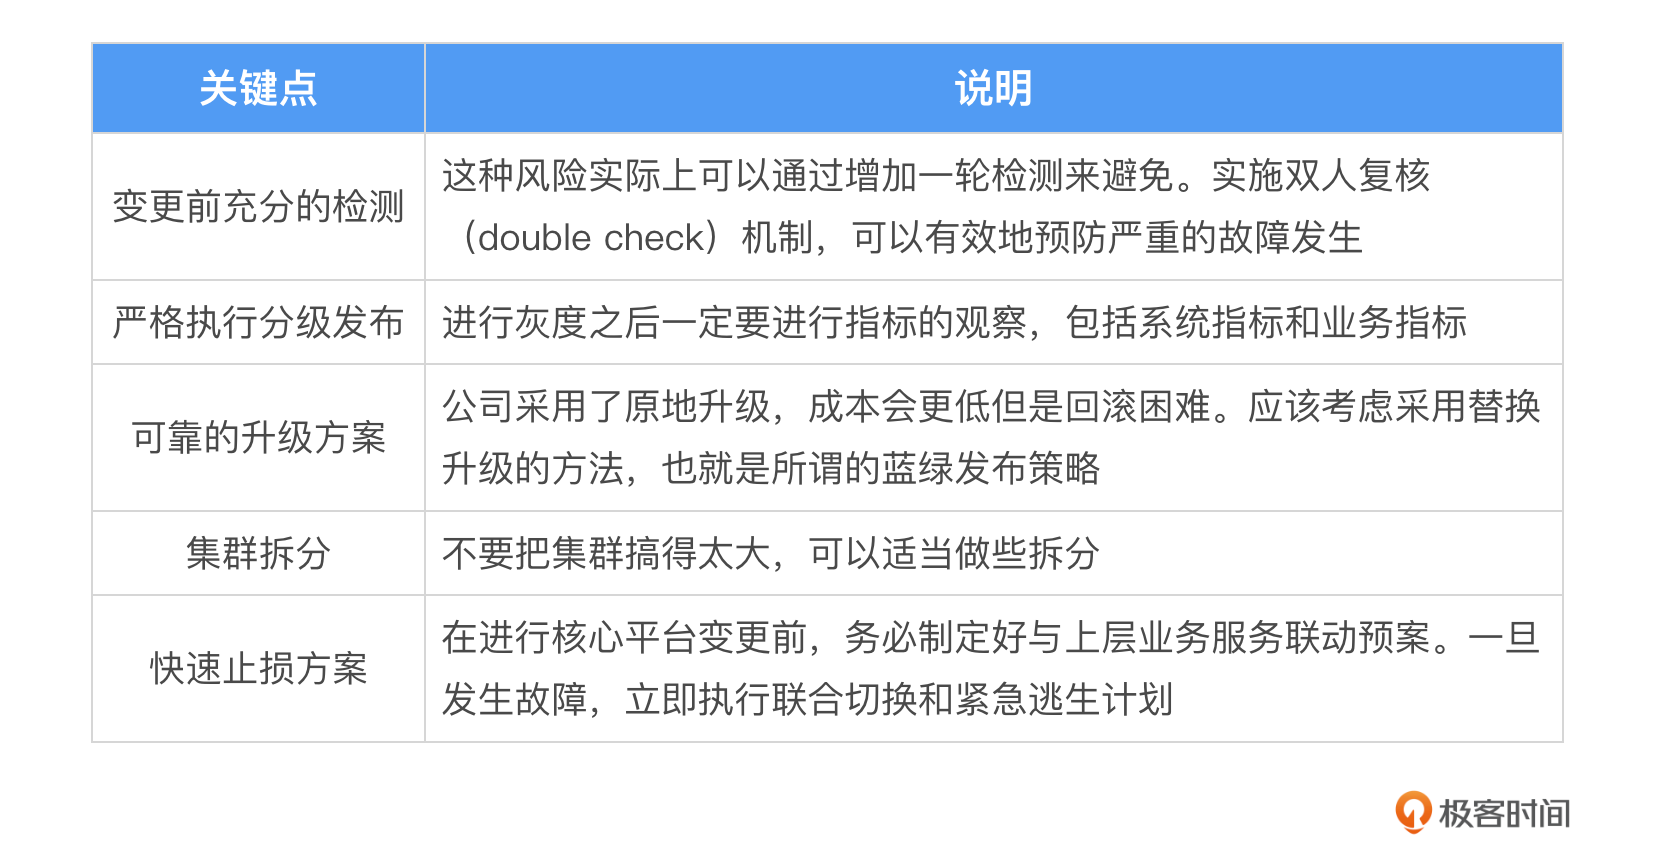 关键点
说明
变更前充分的检测
这种风险实际上可以通过增加一轮检测来避免。实施双人复核
（double check）机制，可以有效地预防严重的故障发生
严格执行分级发布
进行灰度之后一定要进行指标的观察，包括系统指标和业务指标
可靠的升级方案
公司采用了原地升级，成本会更低但是回滚困难。应该考虑采用替换
升级的方法，也就是所谓的蓝绿发布策略
集群拆分
不要把集群搞得太大，可以适当做些拆分
快速止损方案
在进行核心平台变更前，务必制定好与上层业务服务联动预案。一旦
发生故障，立即执行联合切换和紧急逃生计划
极客时间